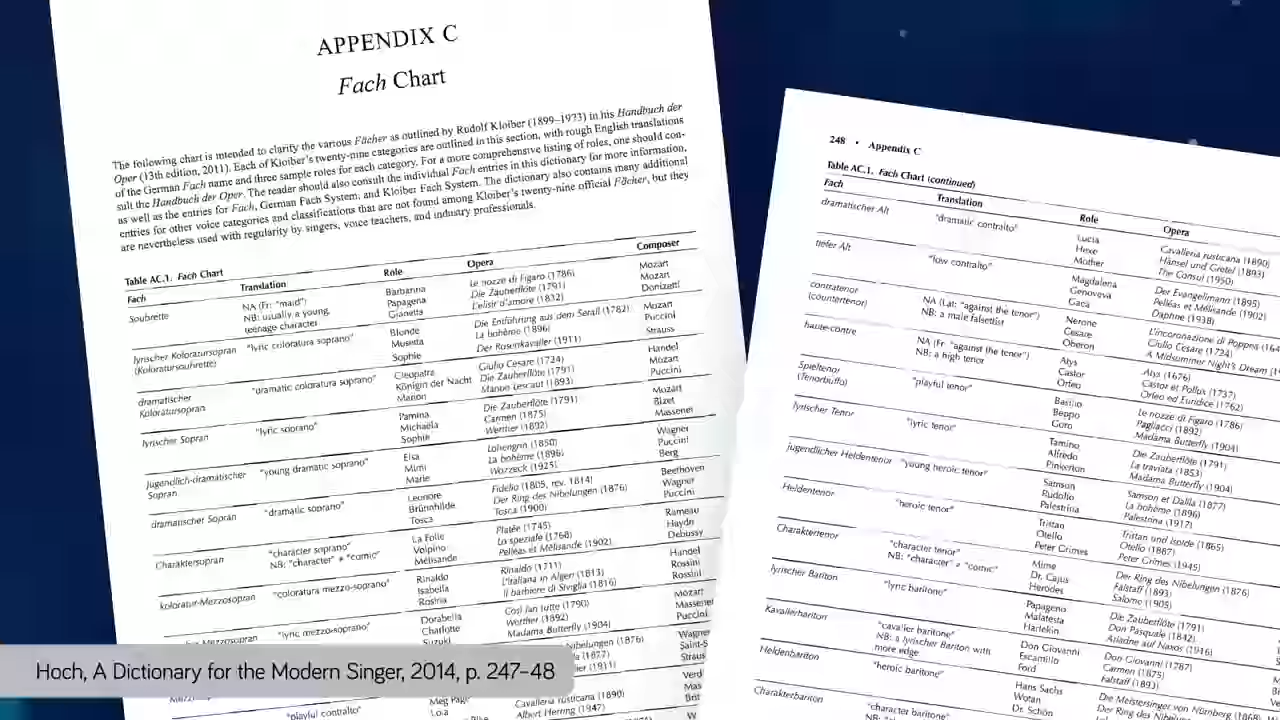 APPENDIX C
Fach Chart
The following chart is intended to clarify the various Fächer as outlined by Rudolf Kloiber (1899–1973) in his Handbuch der
Oper (13th edition, 2011). Each of Kloiber's twenty-nine categories are outlined in this section, with rough English translations
of the German Fach name and three sample roles for each category. For a more comprehensive listing of roles, one should con-
sult the Handbuch der Oper. The reader should also consult the individual Fach entries in this dictionary for more information,
as well as the entries for Fach, German Fach System, and Kloiber Fach System. The dictionary also contains many additional
entries for other voice categories and classifications that are not found among Kloiber's twenty-nine official Fächer, but they
are nevertheless used with regularity by singers, voice teachers, and industry professionals.
Table AC.1. Fach Chart
Fach Translation Role Opera Composer
Soubrette NA (Fr: "maid") Barbarina Le nozze di Figaro (1786) Mozart
NB: usually a young, Papagena Die Zauberflöte (1791) Mozart
teenage character Gianetta L'elisir d'amore (1832) Donizetti
lyrischer Koloratursopran "lyric coloratura soprano" Blonde Die Entführung aus dem Serail (1782) Mozart
(Koloratursoubrette) Musetta La bohème (1896) Puccini
Sophie Der Rosenkavalier (1911) Strauss
dramatischer "dramatic coloratura soprano" Cleopatra Giulio Cesare (1724) Handel
Koloratursopran Königin der Nacht Die Zauberflöte (1791) Mozart
Manon Manon Lescaut (1893) Puccini
lyrischer Sopran "lyric soprano" Pamina Die Zauberflöte (1791) Mozart
Michaëla Carmen (1875) Bizet
Sophie Werther (1892) Massenet
jugendlich-dramatischer "young dramatic soprano" Elsa Lohengrin (1850) Wagner
Sopran Mimì La bohème (1896) Puccini
Marie Wozzeck (1925) Berg
dramatischer Sopran "dramatic soprano" Leonore Fidelio (1805, rev. 1814) Beethoven
Brünnhilde Der Ring des Nibelungen (1876) Wagner
Tosca Tosca (1900) Puccini
Charaktersopran "character soprano" La Folie Platée (1745) Rameau
NB: "character" ≠ "comic" Volpino Lo speziale (1768) Haydn
Mélisande Pelléas et Mélisande (1902) Debussy
koloratur-Mezzosopran "coloratura mezzo-soprano" Rinaldo Rinaldo (1711) Handel
Isabella L'italiana in Algeri (1813) Rossini
Rosina Il barbiere di Siviglia (1816) Rossini
Mezzosopran "lyric mezzo-soprano" Dorabella Così fan tutte (1790) Mozart
Charlotte Werther (1892) Massenet
Suzuki Madama Butterfly (1904) Puccini
Nibelungen (1876) Wagner
(1877) Saint-S
(1911) Straus
Verd
Cavalleria rusticana (1890) Mas
"playful contralto" Lola Albert Herring (1947) Brit
248 • Appendix C
Table AC.1. Fach Chart (continued)
Fach Translation Role Opera
dramatischer Alt "dramatic contralto" Lucia Cavalleria rusticana (1890)
Hexe Hänsel und Gretel (1893)
Mother The Consul (1950)
tiefer Alt "low contralto" Magdalena Der Evangelimann (1895)
Genoveva Pelléas et Mélisande (1902)
Gaea Daphne (1938)
contratenor NA (Lat: "against the tenor") Nerone L'incoronazione di Poppea (164
(countertenor) NB: a male falsettist Cesare Giulio Cesare (1724)
Oberon A Midsummer Night's Dream (1
haute-contre NA (Fr: "against the tenor") Atys Atys (1676)
NB: a high tenor Castor Castor et Pollux (1737)
Orfeo Orfeo ed Euridice (1762)
Spieltenor "playful tenor" Basilio Le nozze di Figaro (1786)
(Tenorbuffo) Beppo Pagliacci (1892)
Goro Madama Butterfly (1904)
lyrischer Tenor "lyric tenor" Tamino Die Zauberflöte (1791)
Alfredo La traviata (1853)
Pinkerton Madama Butterfly (1904)
jugendlicher Heldentenor "young heroic tenor" Samson Samson et Dalila (1877)
Rudolfo La bohème (1896)
Palestrina Palestrina (1917)
Heldentenor "heroic tenor" Tristan Tristan und Isolde (1865)
Otello Otello (1887)
Peter Grimes Peter Grimes (1945)
Charaktertenor "character tenor" Mime Der Ring des Nibelungen (1876)
NB: "character" ≠ "comic" Dr. Cajus Falstaff (1893)
Herodes Salome (1905)
lyrischer Bariton "lyric baritone" Papageno Die Zauberflöte (1791)
Malatesta Don Pasquale (1842)
Harlekin Ariadne auf Naxos (1916)
Kavalierbariton "cavalier baritone" Don Giovanni Don Giovanni (1787)
NB: a lyrischer Bariton with Escamillo Carmen (1875)
more edge Ford Falstaff (1893)
Heldenbariton "heroic baritone" Hans Sachs Die Meistersinger von Nürnberg (1868)
Wotan Der Ring des Nibelungen
Dr. Schön
Charakterbariton "character baritone"
Hoch, A Dictionary for the Modern Singer, 2014, p. 247–48